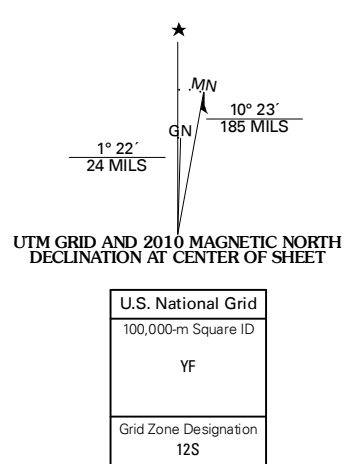 MN
10° 23´
185 MILS
GN
1° 22´
24 MILS
UTM GRID AND 2010 MAGNETIC NORTH
DECLINATION AT CENTER OF SHEET
U.S. National Grid
100,000-m Square ID
YF
Grid Zone Designation
12S